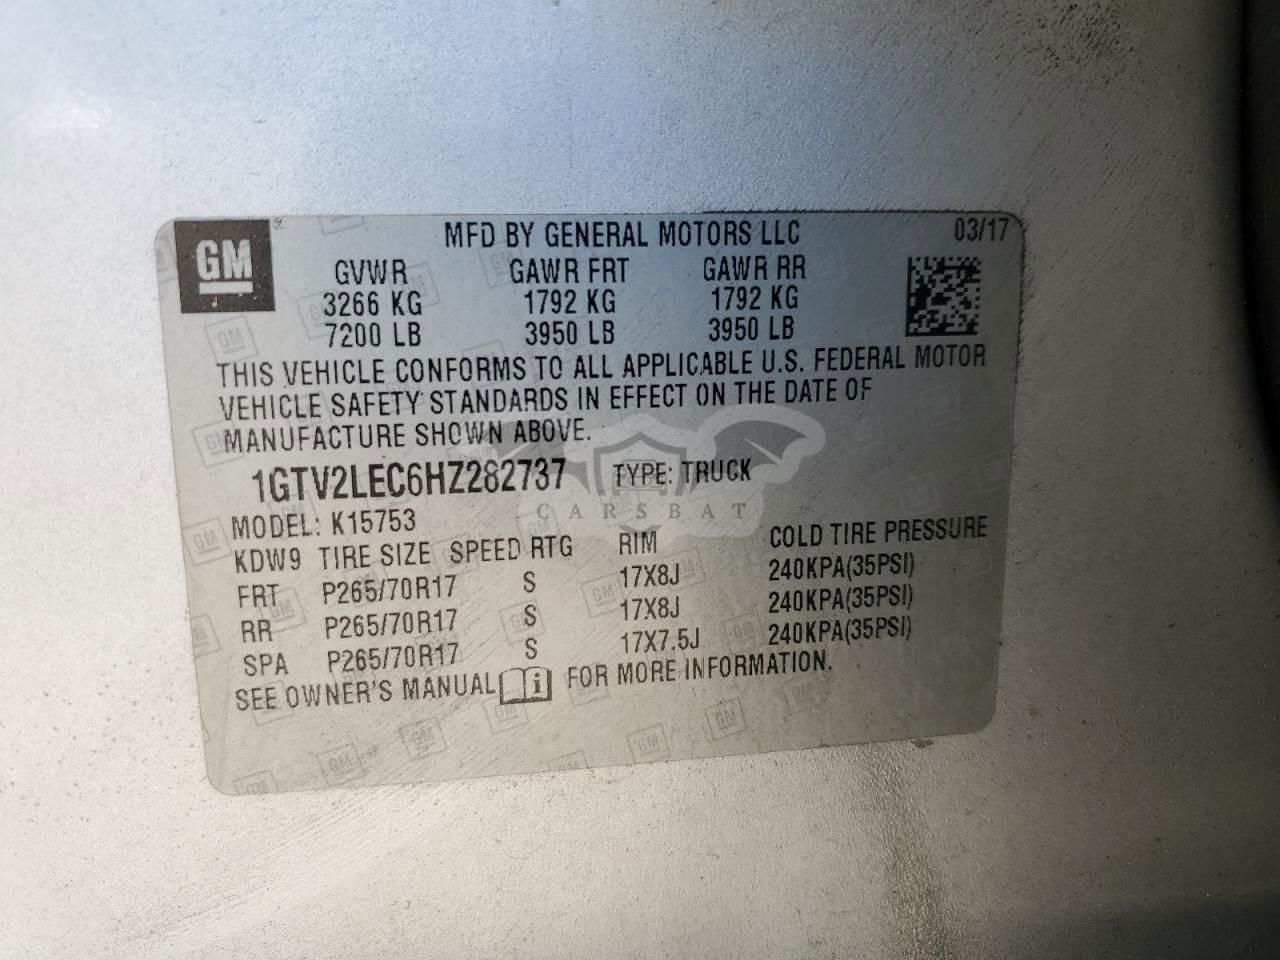 GM MFD BY GENERAL MOTORS LLC 03/17
GVWR GAWR FRT GAWR RR
3266 KG 1792 KG 1792 KG
7200 LB 3950 LB 3950 LB
THIS VEHICLE CONFORMS TO ALL APPLICABLE U.S. FEDERAL MOTOR
VEHICLE SAFETY STANDARDS IN EFFECT ON THE DATE OF
MANUFACTURE SHOWN ABOVE.
1GTV2LEC6HZ282737 TYPE: TRUCK
CARSBAT
MODEL: K15753
KDW9 TIRE SIZE SPEED RTG RIM COLD TIRE PRESSURE
FRT P265/70R17 S 17X8J 240KPA(35PSI)
RR P265/70R17 S 17X8J 240KPA(35PSI)
SPA P265/70R17 S 17X7.5J 240KPA(35PSI)
SEE OWNER'S MANUAL i FOR MORE INFORMATION.